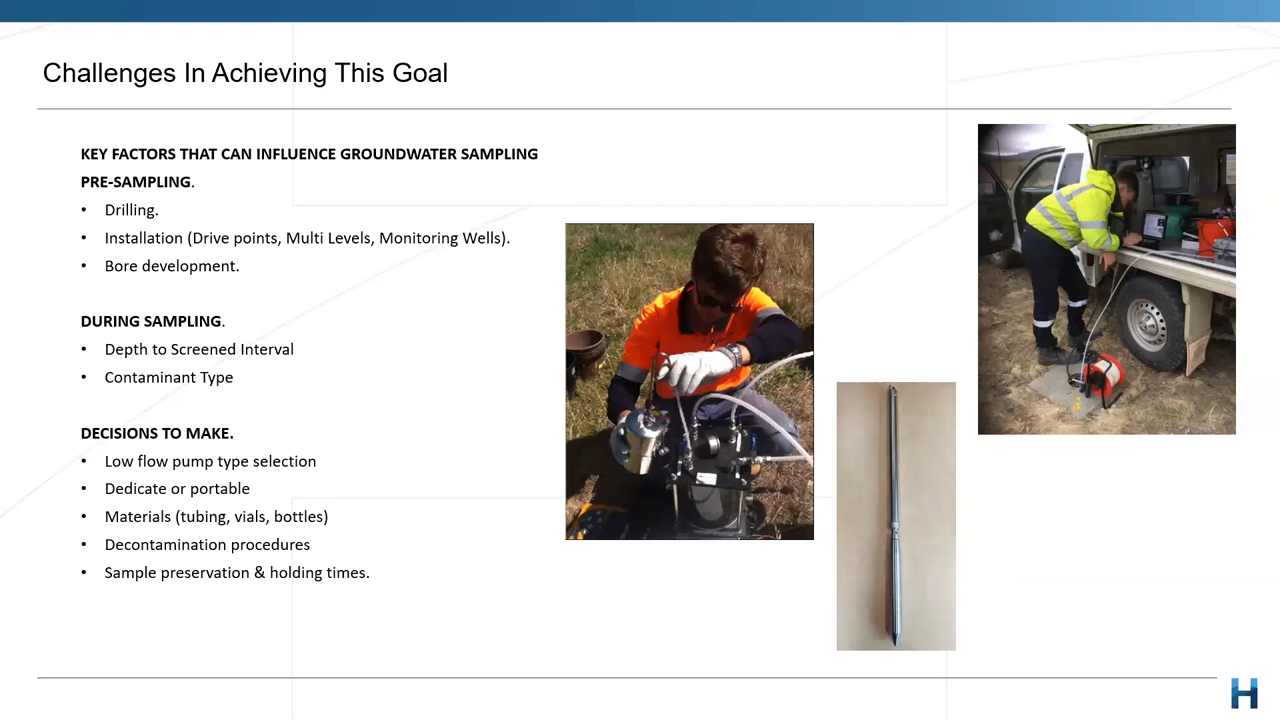 Challenges In Achieving This Goal
KEY FACTORS THAT CAN INFLUENCE GROUNDWATER SAMPLING
PRE-SAMPLING.
• Drilling.
• Installation (Drive points, Multi Levels, Monitoring Wells).
• Bore development.
DURING SAMPLING.
• Depth to Screened Interval
• Contaminant Type
DECISIONS TO MAKE.
• Low flow pump type selection
• Dedicate or portable
• Materials (tubing, vials, bottles)
• Decontamination procedures
• Sample preservation & holding times.
H